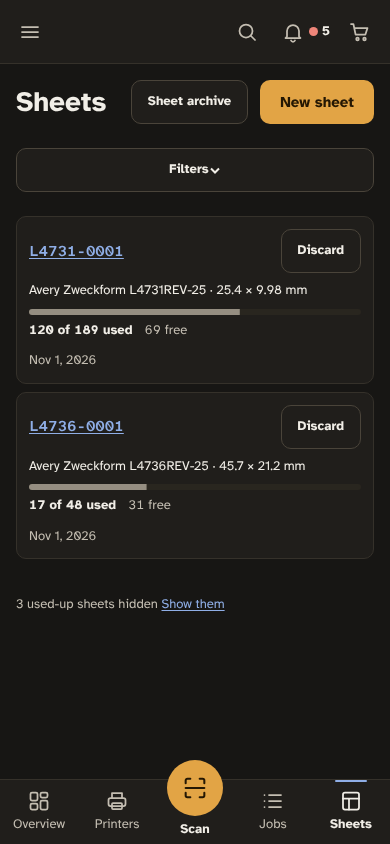 5
Sheets
Sheet archive
New sheet
Filters
L4731-0001
Discard
Avery Zweckform L4731REV-25 · 25.4 × 9.98 mm
120 of 189 used 69 free
Nov 1, 2026
L4736-0001
Discard
Avery Zweckform L4736REV-25 · 45.7 × 21.2 mm
17 of 48 used 31 free
Nov 1, 2026
3 used-up sheets hidden Show them
Overview
Printers
Scan
Jobs
Sheets